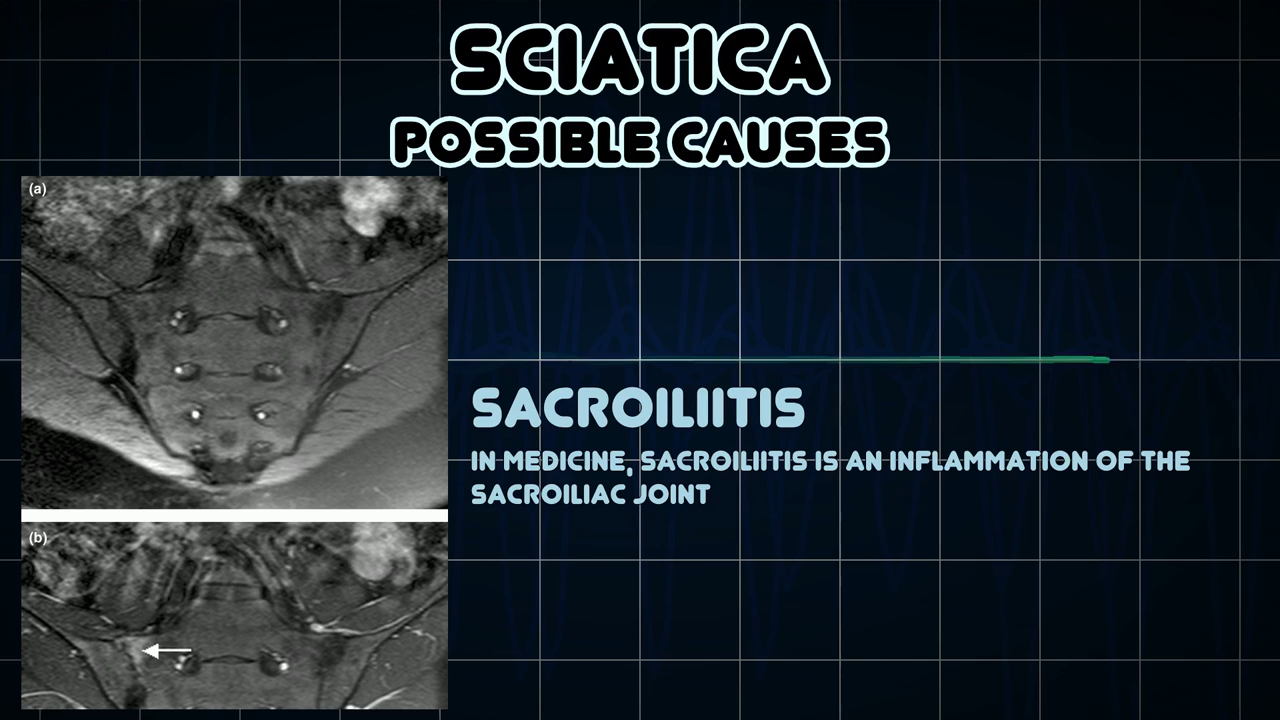 SCIATICA
POSSIBLE CAUSES
(a)
SACROILIITIS
IN MEDICINE, SACROILIITIS IS AN INFLAMMATION OF THE
SACROILIAC JOINT
(b)